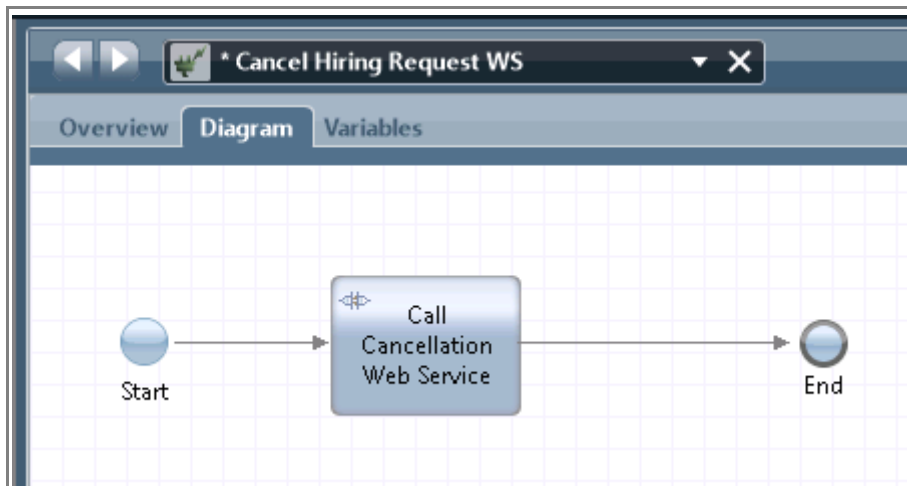 * Cancel Hiring Request WS
Overview
Diagram
Variables
Call
Cancellation
Web Service
Start
End